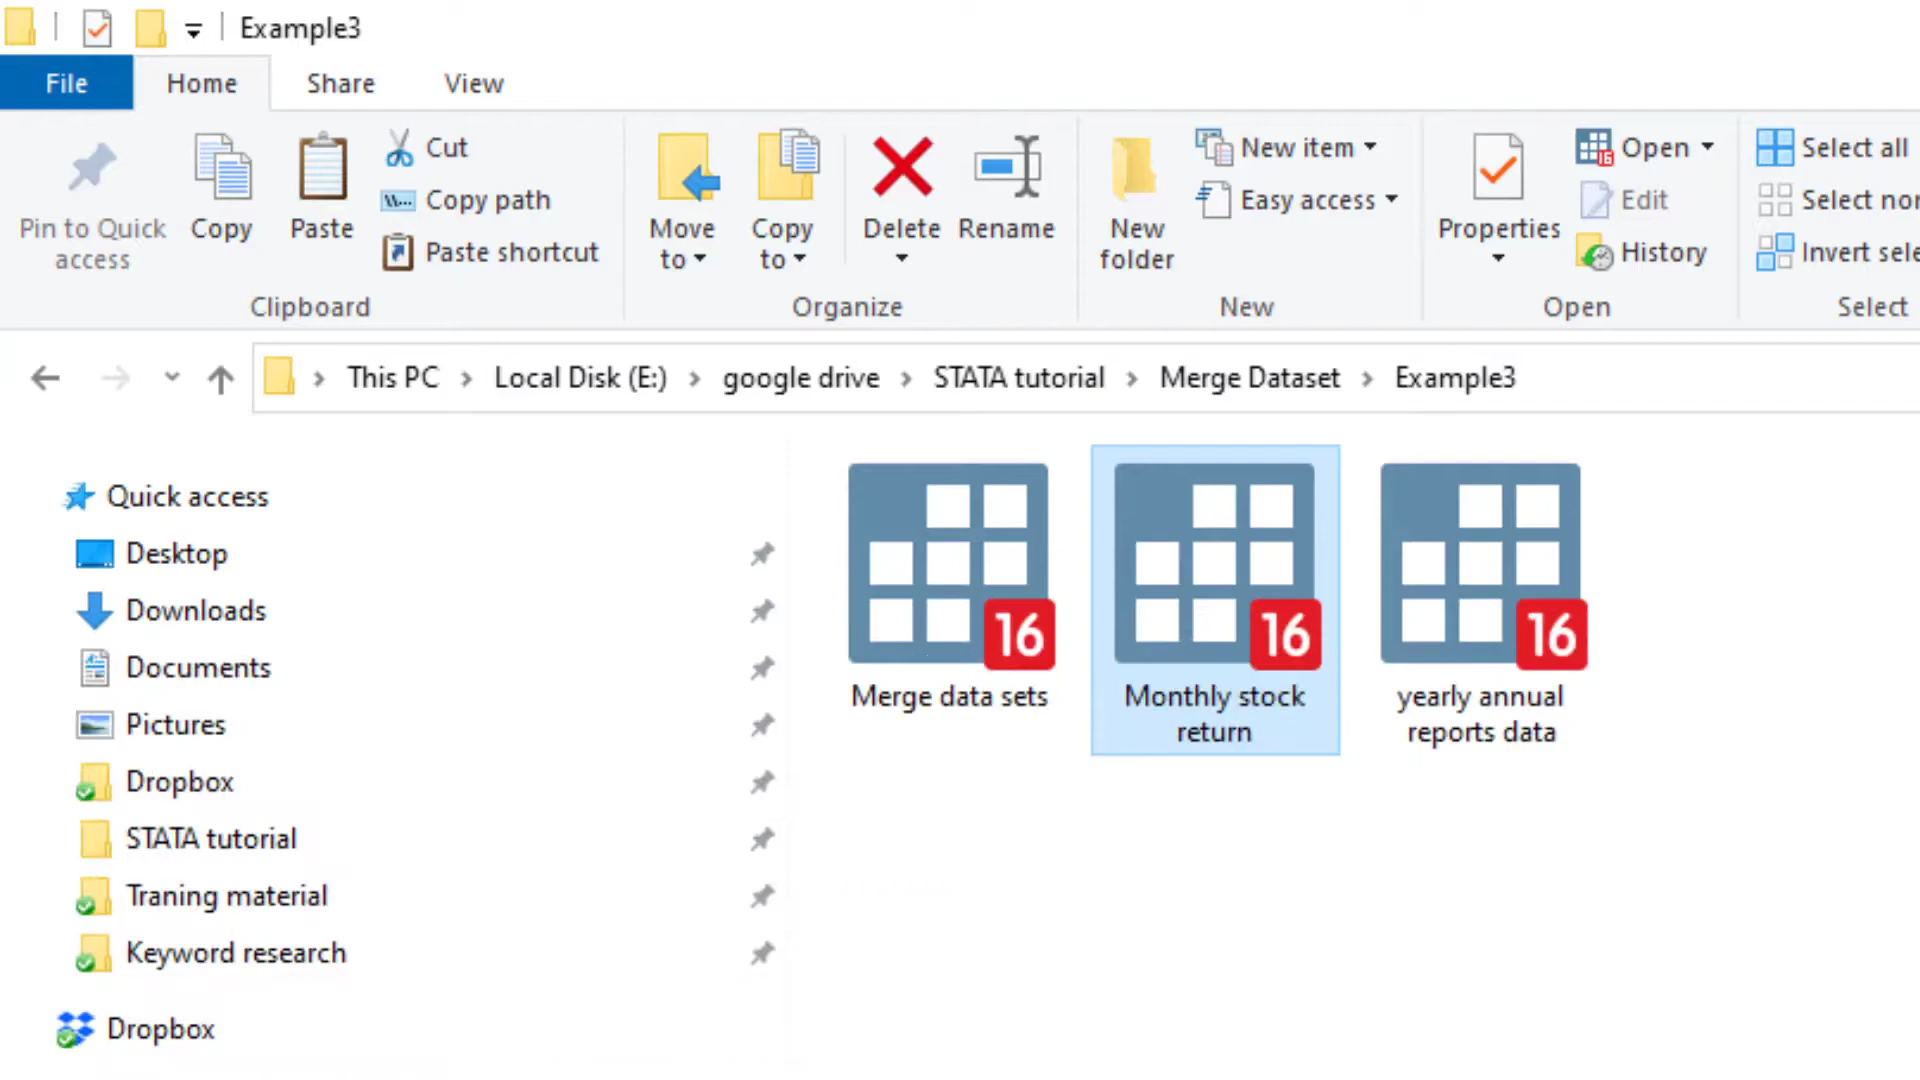 Example3
File Home Share View
Pin to Quick access
Copy
Paste
Cut
Copy path
Paste shortcut
Clipboard
Move to
Copy to
Delete
Rename
Organize
New folder
New item
Easy access
New
Properties
Open
Edit
History
Open
Select all
Select nor
Invert sele
Select
This PC > Local Disk (E:) > google drive > STATA tutorial > Merge Dataset > Example3
Quick access
Desktop
Downloads
Documents
Pictures
Dropbox
STATA tutorial
Traning material
Keyword research
Dropbox
16
Merge data sets
16
Monthly stock
return
16
yearly annual
reports data